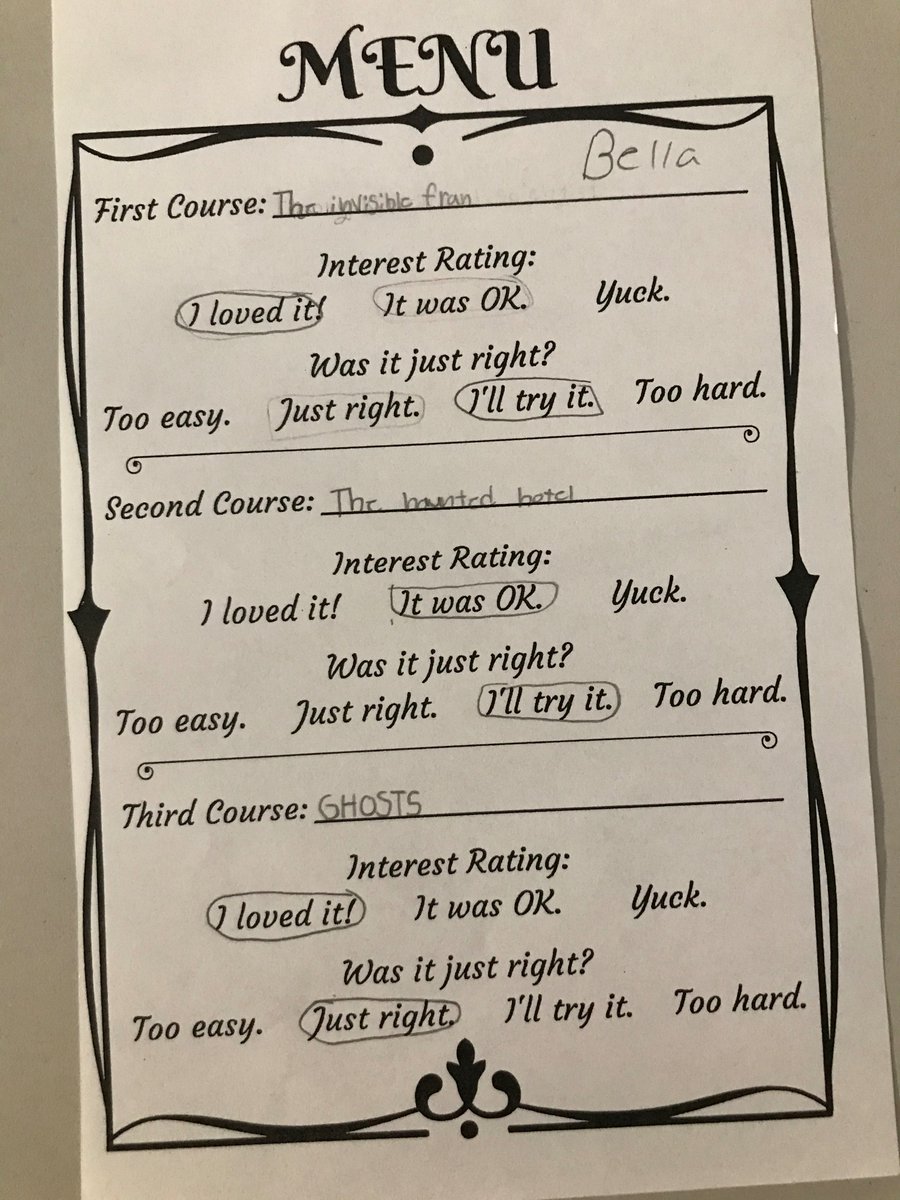 MENU
Bella
First Course: The invisible fran
Interest Rating:
I loved it! It was OK. Yuck.
Was it just right?
Too easy. Just right. I'll try it. Too hard.
Second Course: The haunted hotel
Interest Rating:
I loved it! It was OK. Yuck.
Was it just right?
Too easy. Just right. I'll try it. Too hard.
Third Course: GHOSTS
Interest Rating:
I loved it! It was OK. Yuck.
Was it just right?
Too easy. Just right. I'll try it. Too hard.